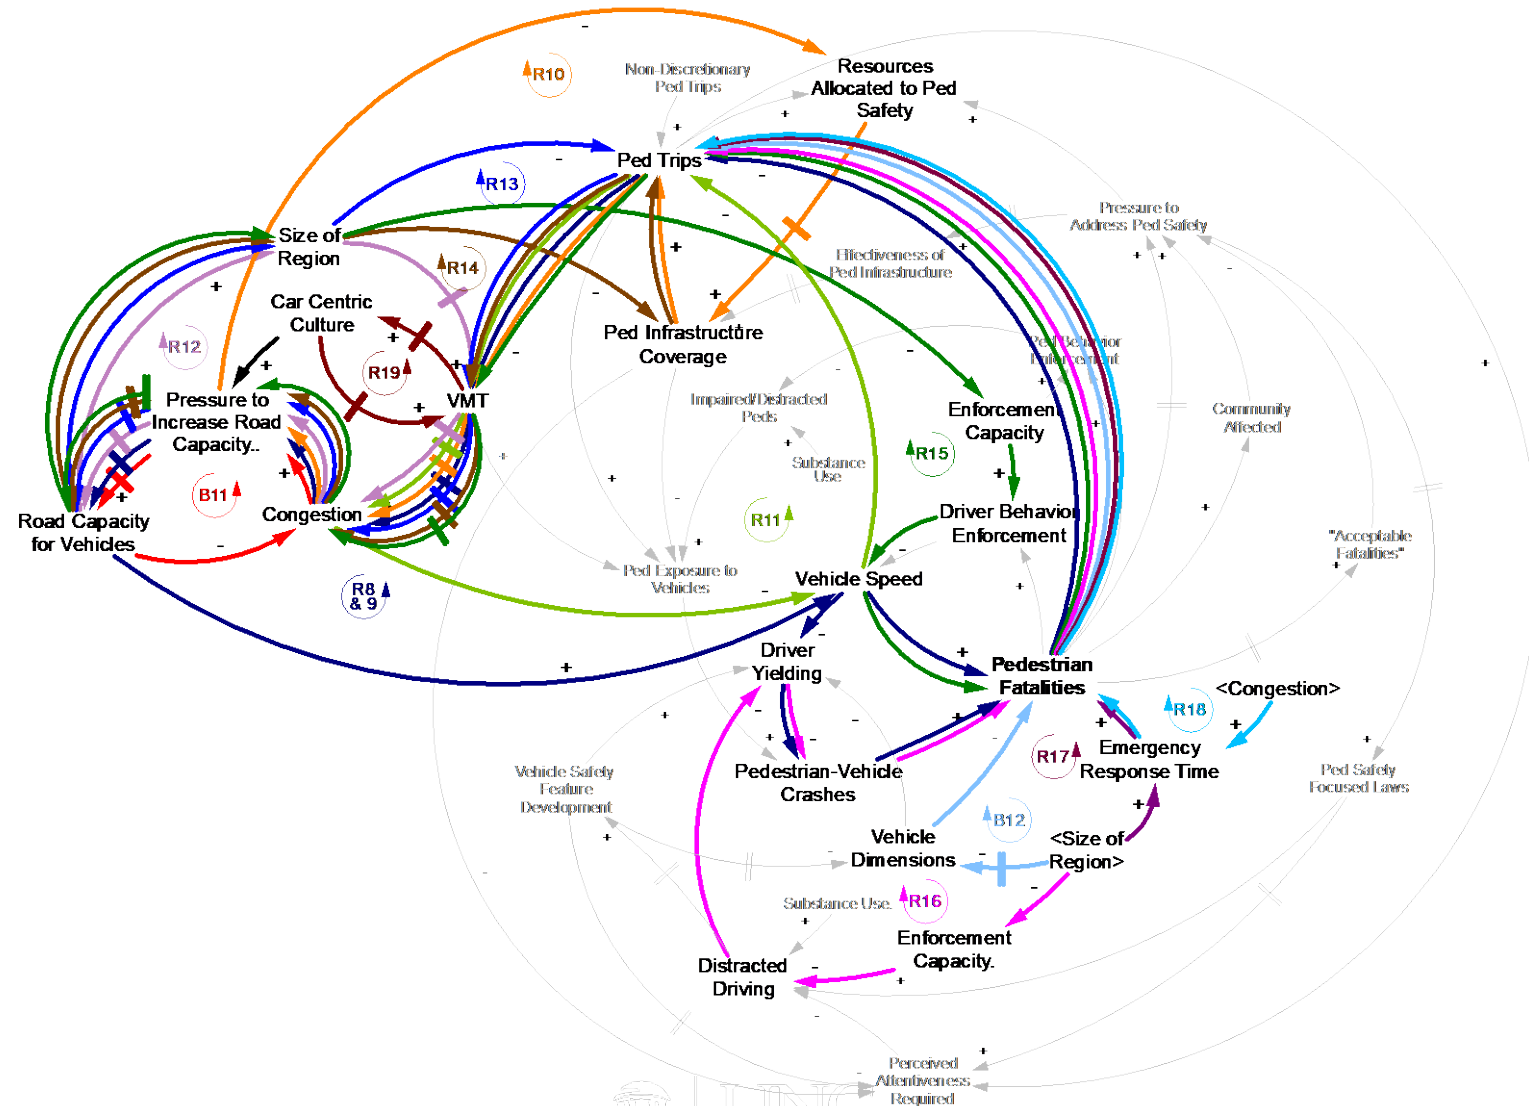 R10
Non-Discretionary
Ped Trips
Resources
Allocated to Ped
Safety
Ped Trips
R13
Size of
Region
R14
Pressure to
Address Ped Safety
Effectiveness of
Ped Infrastructure
Car Centric
Culture
Ped Infrastructure
Coverage
R12
R19
Ped Behavior
Enforcement
VMT
Pressure to
Increase Road
Capacity..
Impaired/Distracted
Peds
Enforcement
Capacity
Community
Affected
R15
Substance
Use
B11
R11
Road Capacity
for Vehicles
Congestion
Driver Behavior
Enforcement
"Acceptable
Fatalities"
Ped Exposure to
Vehicles
Vehicle Speed
R8
& 9
Driver
Yielding
Pedestrian
Fatalities
<Congestion>
R18
Emergency
Response Time
R17
Pedestrian-Vehicle
Crashes
Vehicle Safety
Feature
Development
Ped Safety
Focused Laws
B12
Vehicle
Dimensions
<Size of
Region>
Substance Use.
R16
Enforcement
Capacity.
Distracted
Driving
Perceived
Attentiveness
Required
UNC